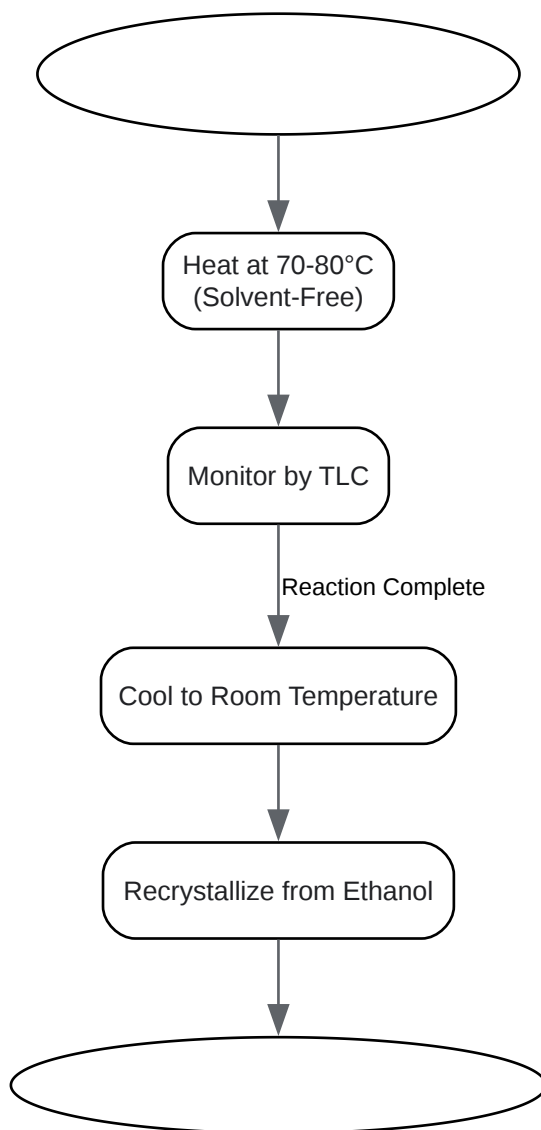 Heat at 70-80°C
(Solvent-Free)
Monitor by TLC
Reaction Complete
Cool to Room Temperature
Recrystallize from Ethanol